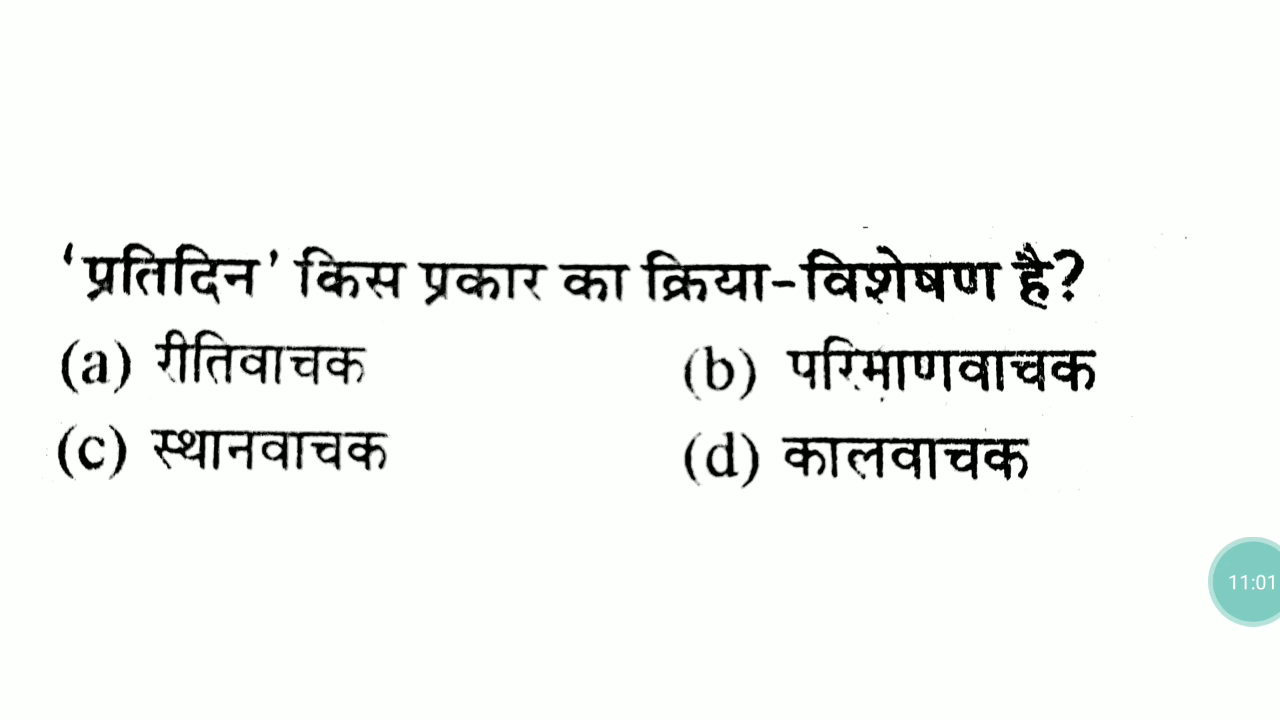 ‘प्रतिदिन’ किस प्रकार का क्रिया-विशेषण है?
(a) रीतिवाचक (b) परिमाणवाचक
(c) स्थानवाचक (d) कालवाचक
11:01